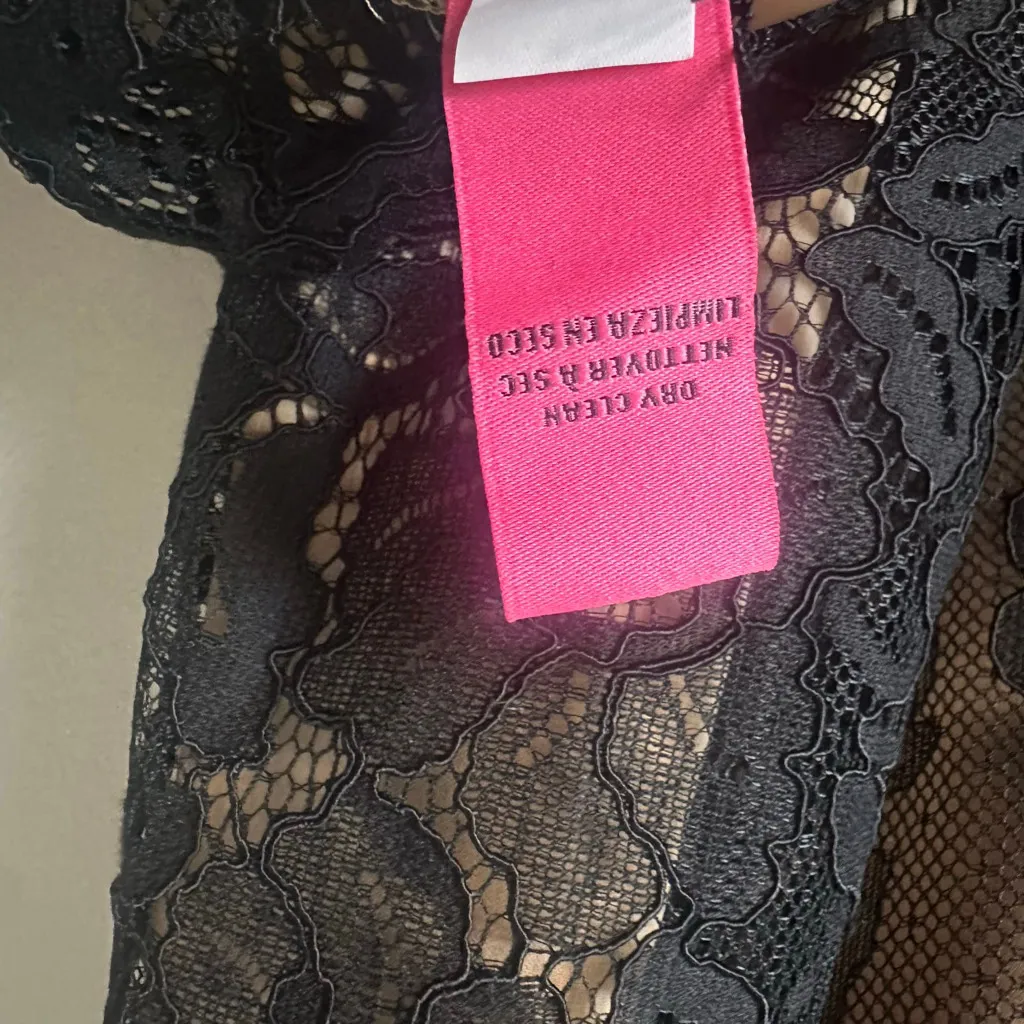 DRY CLEAN
NETTOYER À SEC
LIMPIEZA EN SECO